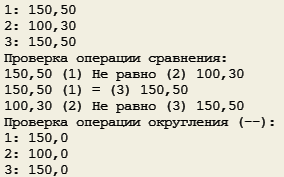 1: 150,50
2: 100,30
3: 150,50
Проверка операции сравнения:
150,50 (1) Не равно (2) 100,30
150,50 (1) = (3) 150,50
100,30 (2) Не равно (3) 150,50
Проверка операции округления (--):
1: 150,0
2: 100,0
3: 150,0